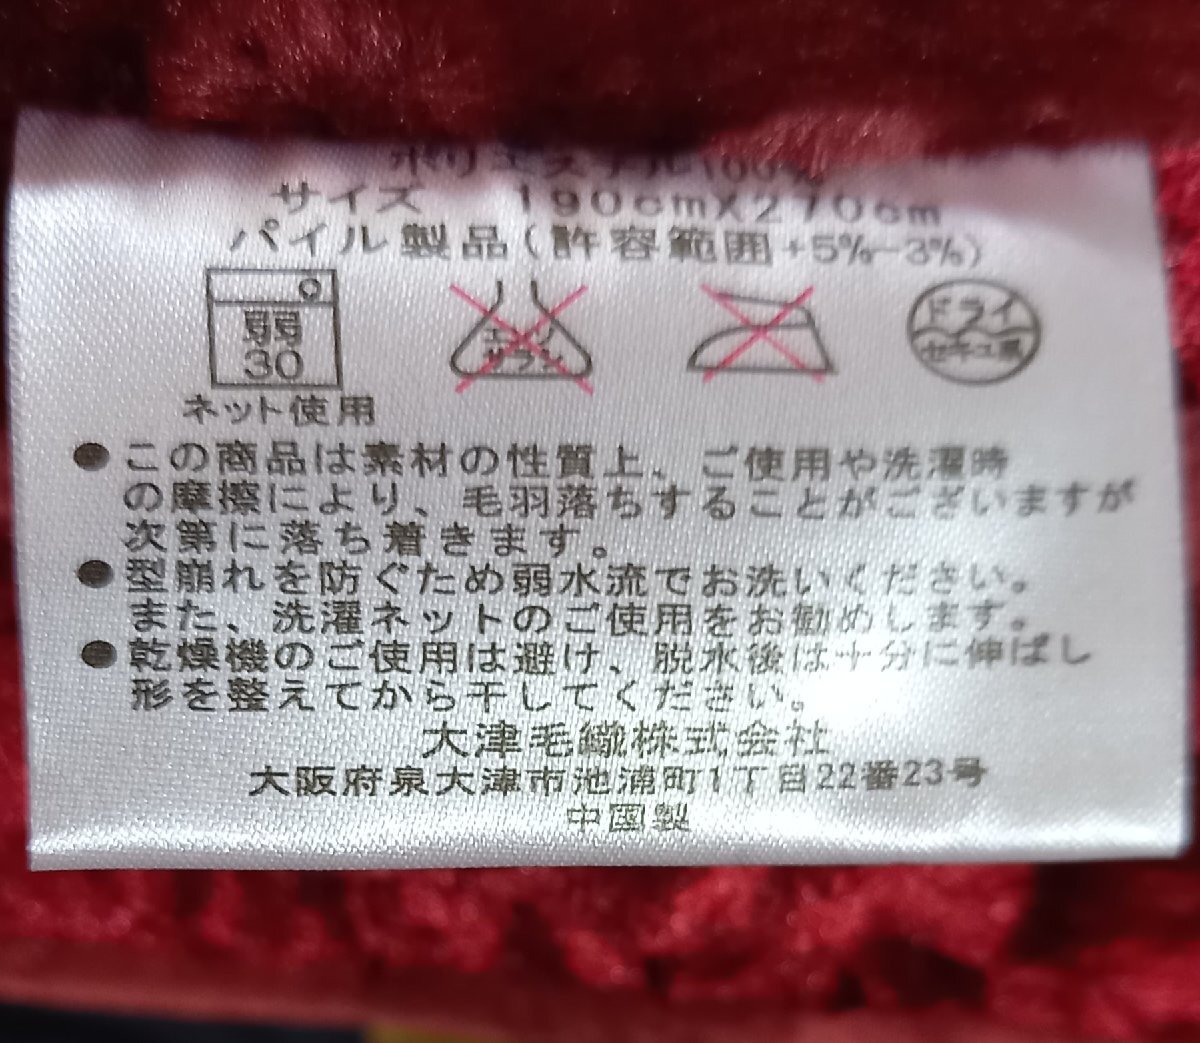 ポリエステル100%
サイズ 190cmX270cm
パイル製品(許容範囲+5%-3%)
弱
30
エンソ
サラシ
ドライ
セキユ系
ネット使用
●この商品は素材の性質上、ご使用や洗濯時
の摩擦により、毛羽落ちすることがございますが
次第に落ち着きます。
●型崩れを防ぐため弱水流でお洗いください。
また、洗濯ネットのご使用をお勧めします。
●乾燥機のご使用は避け、脱水後は十分に伸ばし
形を整えてから干してください。
大津毛織株式会社
大阪府泉大津市池浦町1丁目22番23号
中国製